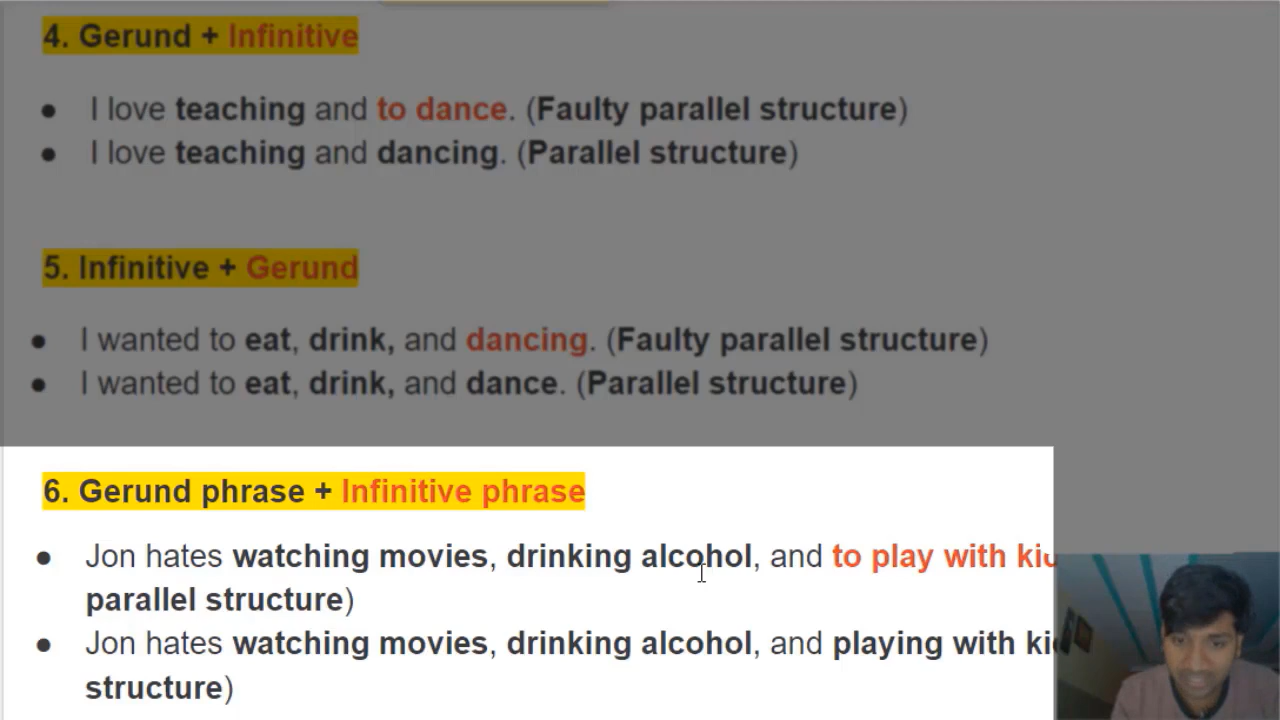 4. Gerund + Infinitive
● I love teaching and to dance. (Faulty parallel structure)
● I love teaching and dancing. (Parallel structure)
5. Infinitive + Gerund
● I wanted to eat, drink, and dancing. (Faulty parallel structure)
● I wanted to eat, drink, and dance. (Parallel structure)
6. Gerund phrase + Infinitive phrase
● Jon hates watching movies, drinking alcohol, and to play with
parallel structure)
● Jon hates watching movies, drinking alcohol, and playing with
structure)